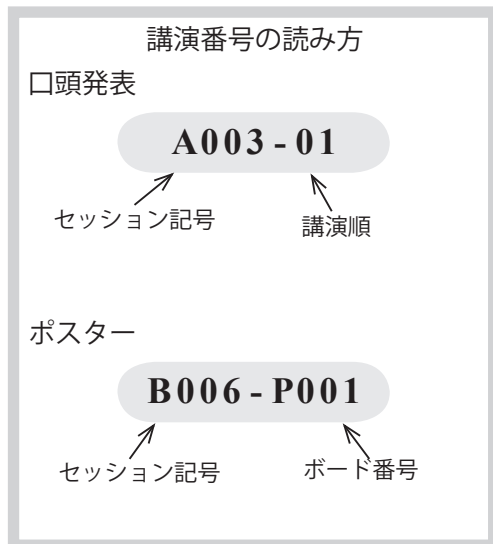 講演番号の読み方
口頭発表
A003-01
セッション記号 講演順
ポスター
B006-P001
セッション記号 ボード番号